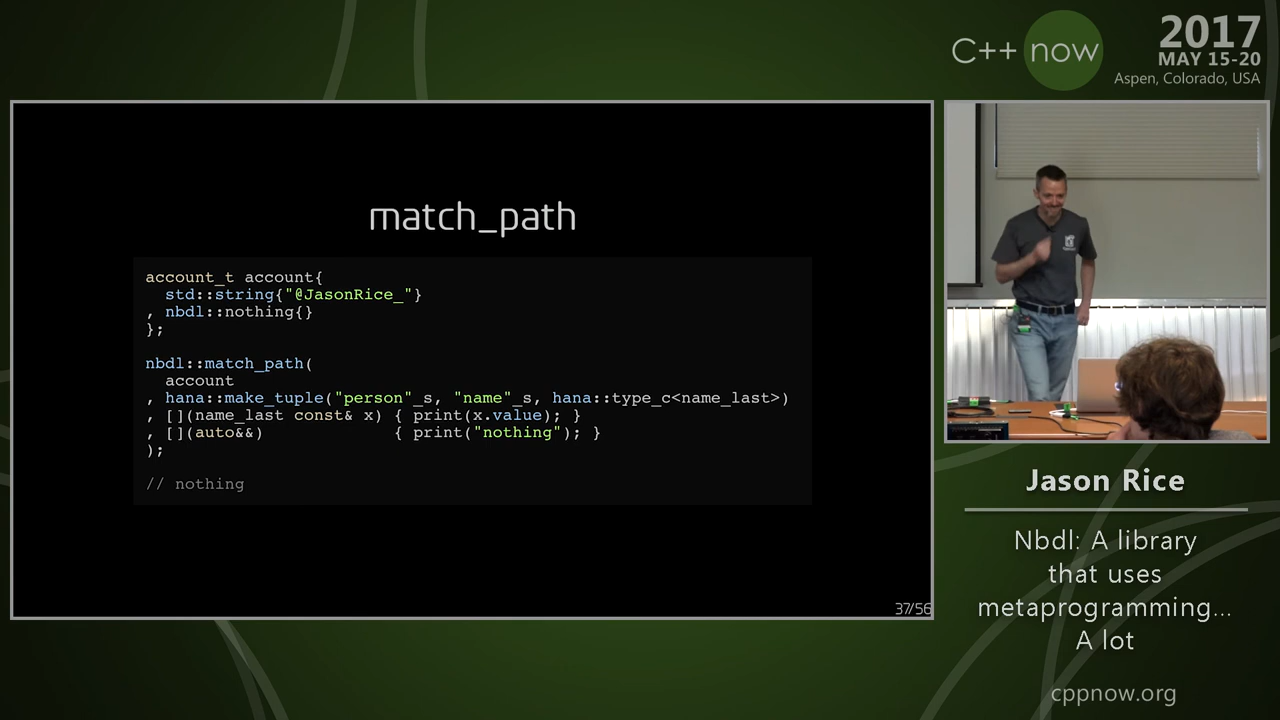 C++ now
2017
MAY 15-20
Aspen, Colorado, USA
match_path
account_t account{
  std::string{"@JasonRice_"}
, nbdl::nothing{}
};
nbdl::match_path(
  account
, hana::make_tuple("person"_s, "name"_s, hana::type_c<name_last>)
, [](name_last const& x) { print(x.value); }
, [](auto&&)             { print("nothing"); }
);
// nothing
37/56
Jason Rice
Nbdl: A library
that uses
metaprogramming...
A lot
cppnow.org